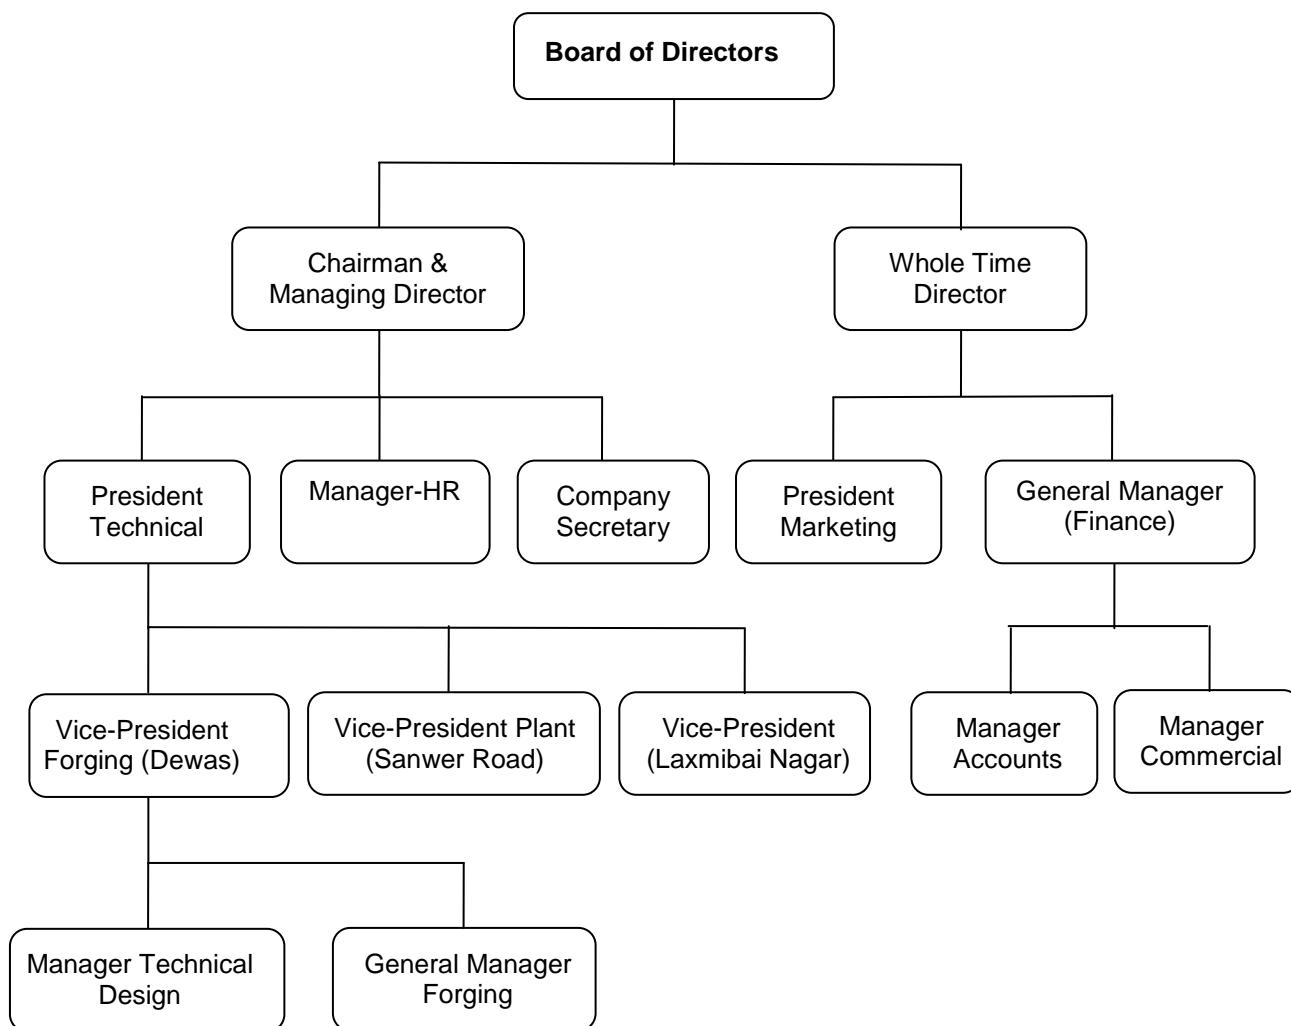 Board of Directors
Chairman &
Managing Director
Whole Time
Director
President
Technical
Manager-HR
Company
Secretary
President
Marketing
General Manager
(Finance)
Vice-President
Forging (Dewas)
Vice-President Plant
(Sanwer Road)
Vice-President
(Laxmibai Nagar)
Manager
Accounts
Manager
Commercial
Manager Technical
Design
General Manager
Forging